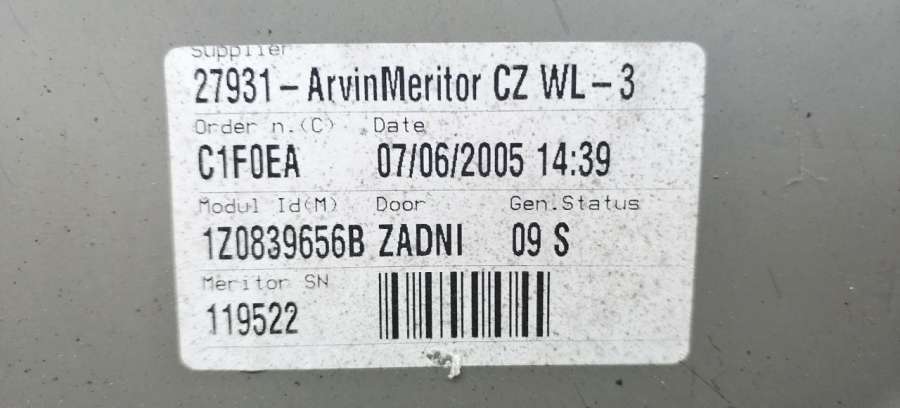 Supplier
27931-ArvinMeritor CZ WL-3
Order n.(C) Date
C1F0EA 07/06/2005 14:39
Modul Id(M) Door Gen.Status
1Z0839656B ZADNI 09 S
Meritor SN
119522